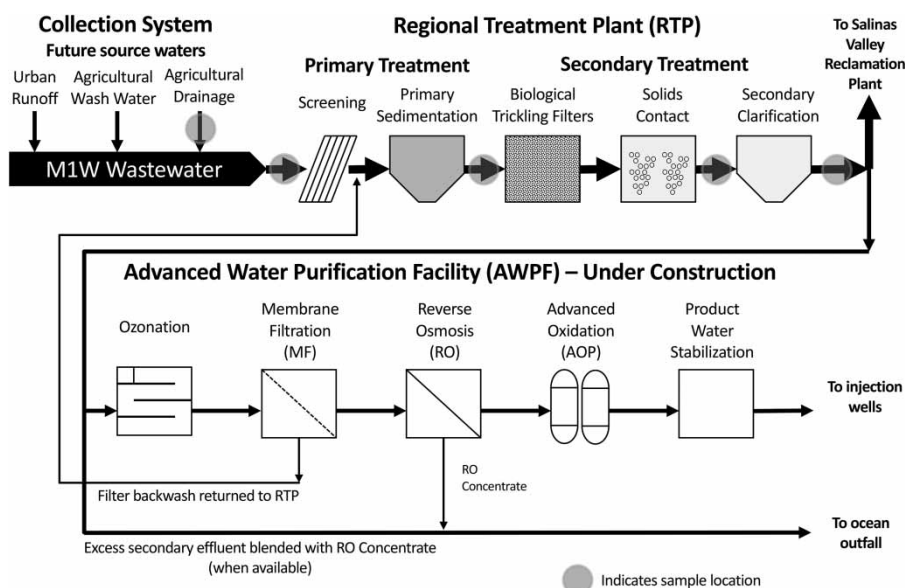 Collection System
Future source waters
Urban
Runoff
Agricultural
Wash Water
Agricultural
Drainage
M1W Wastewater
Regional Treatment Plant (RTP)
Primary Treatment
Secondary Treatment
Screening
Primary
Sedimentation
Biological
Trickling Filters
Solids
Contact
Secondary
Clarification
To Salinas
Valley
Reclamation
Plant
Advanced Water Purification Facility (AWPF) – Under Construction
Ozonation
Membrane
Filtration
(MF)
Reverse
Osmosis
(RO)
Advanced
Oxidation
(AOP)
Product
Water
Stabilization
To injection
wells
RO
Concentrate
Filter backwash returned to RTP
Excess secondary effluent blended with RO Concentrate
(when available)
To ocean
outfall
Indicates sample location